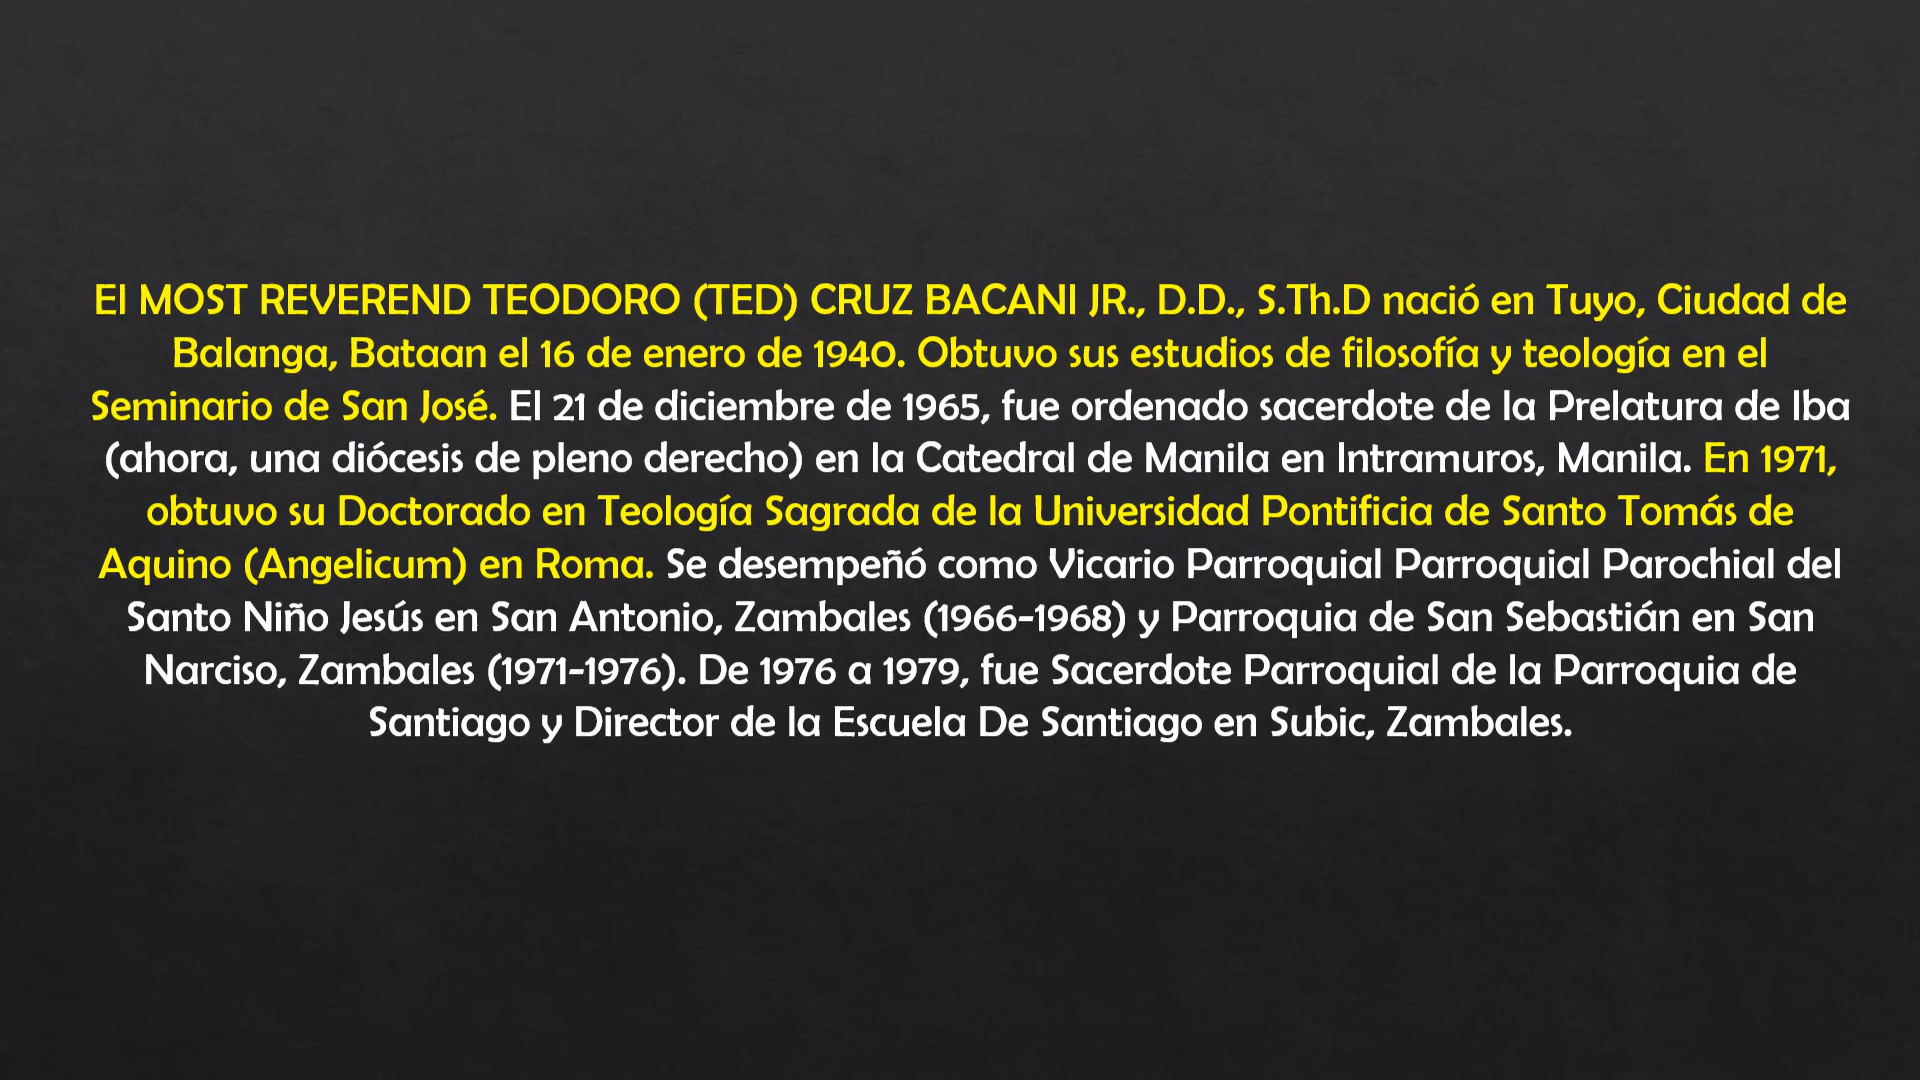 El MOST REVEREND TEODORO (TED) CRUZ BACANI JR., D.D., S.Th.D nació en Tuyo, Ciudad de
Balanga, Bataan el 16 de enero de 1940. Obtuvo sus estudios de filosofía y teología en el
Seminario de San José. El 21 de diciembre de 1965, fue ordenado sacerdote de la Prelatura de Iba
(ahora, una diócesis de pleno derecho) en la Catedral de Manila en Intramuros, Manila. En 1971,
obtuvo su Doctorado en Teología Sagrada de la Universidad Pontificia de Santo Tomás de
Aquino (Angelicum) en Roma. Se desempeñó como Vicario Parroquial Parroquial Parochial del
Santo Niño Jesús en San Antonio, Zambales (1966-1968) y Parroquia de San Sebastián en San
Narciso, Zambales (1971-1976). De 1976 a 1979, fue Sacerdote Parroquial de la Parroquia de
Santiago y Director de la Escuela De Santiago en Subic, Zambales.